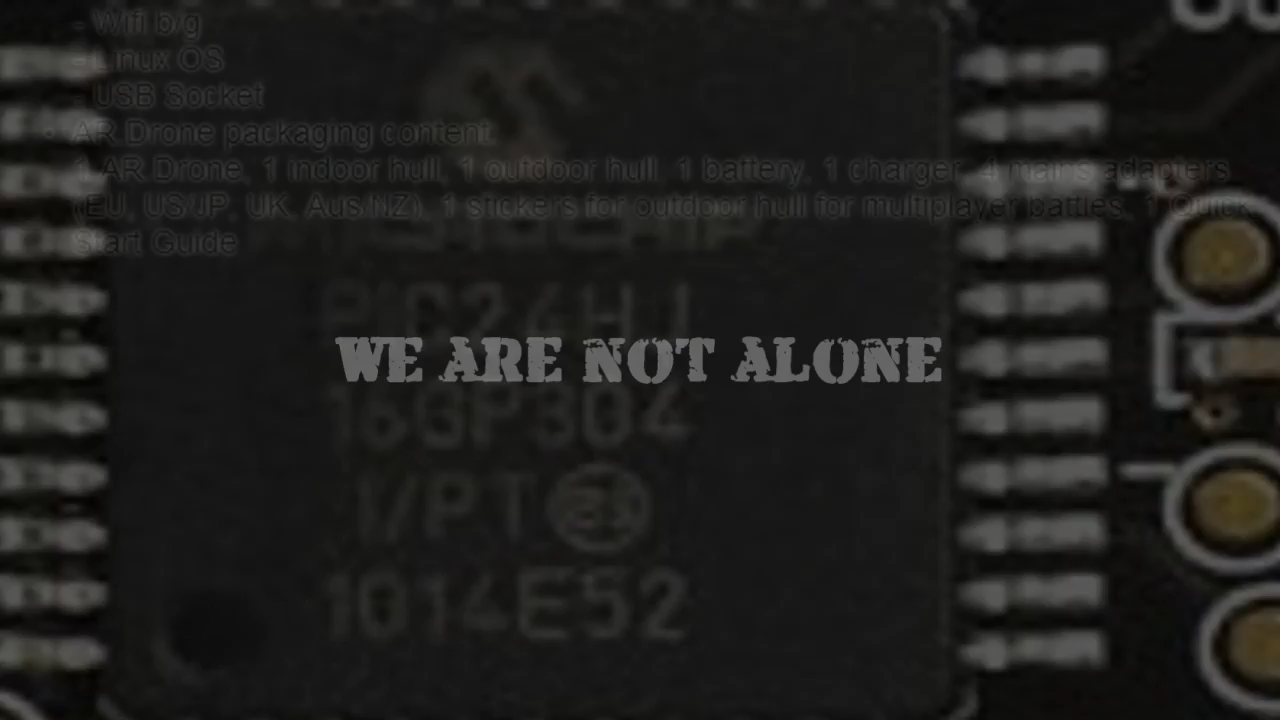 - Wifi b/g
- Linux OS
USB Socket
AR Drone packaging content:
1 AR.Drone, 1 indoor hull, 1 outdoor hull, 1 battery, 1 charger, 4 mains adapters
(EU, US/JP, UK, Aus/NZ), 1 stickers for outdoor hull for multiplayer battles, 1 Quick
Start Guide
MICROCHIP
PIC24HJ
WE ARE NOT ALONE
16GP304
I/PT e3
1014E52